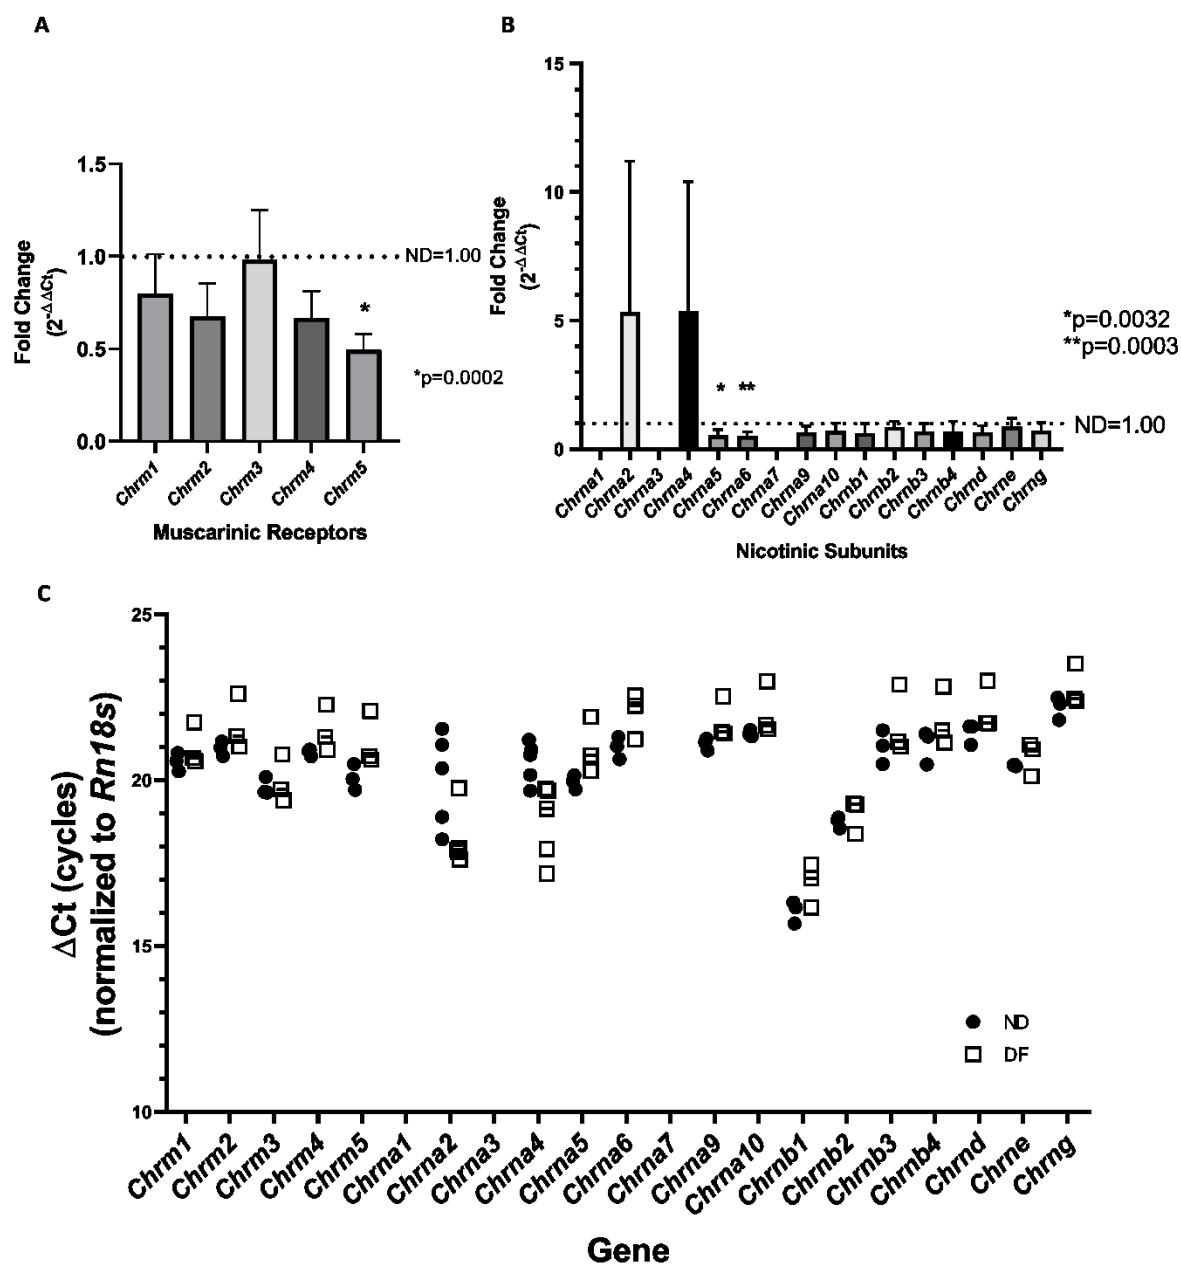 A
1.5
1.0
0.5
0.0
Fold Change
(2-ΔΔCt)
ND=1.00
*
*p=0.0002
Chrm1
Chrm2
Chrm3
Chrm4
Chrm5
Muscarinic Receptors
B
15
10
5
0
Fold Change
(2-ΔΔCt)
* **
*p=0.0032
**p=0.0003
ND=1.00
Chrna1
Chrna2
Chrna3
Chrna4
Chrna5
Chrna6
Chrna7
Chrna9
Chrna10
Chrnb1
Chrnb2
Chrnb3
Chrnb4
Chrnd
Chrne
Chrng
Nicotinic Subunits
C
25
20
15
10
ΔCt (cycles)
(normalized to Rn18s)
ND
DF
Chrm1
Chrm2
Chrm3
Chrm4
Chrm5
Chrna1
Chrna2
Chrna3
Chrna4
Chrna5
Chrna6
Chrna7
Chrna9
Chrna10
Chrnb1
Chrnb2
Chrnb3
Chrnb4
Chrnd
Chrne
Chrng
Gene